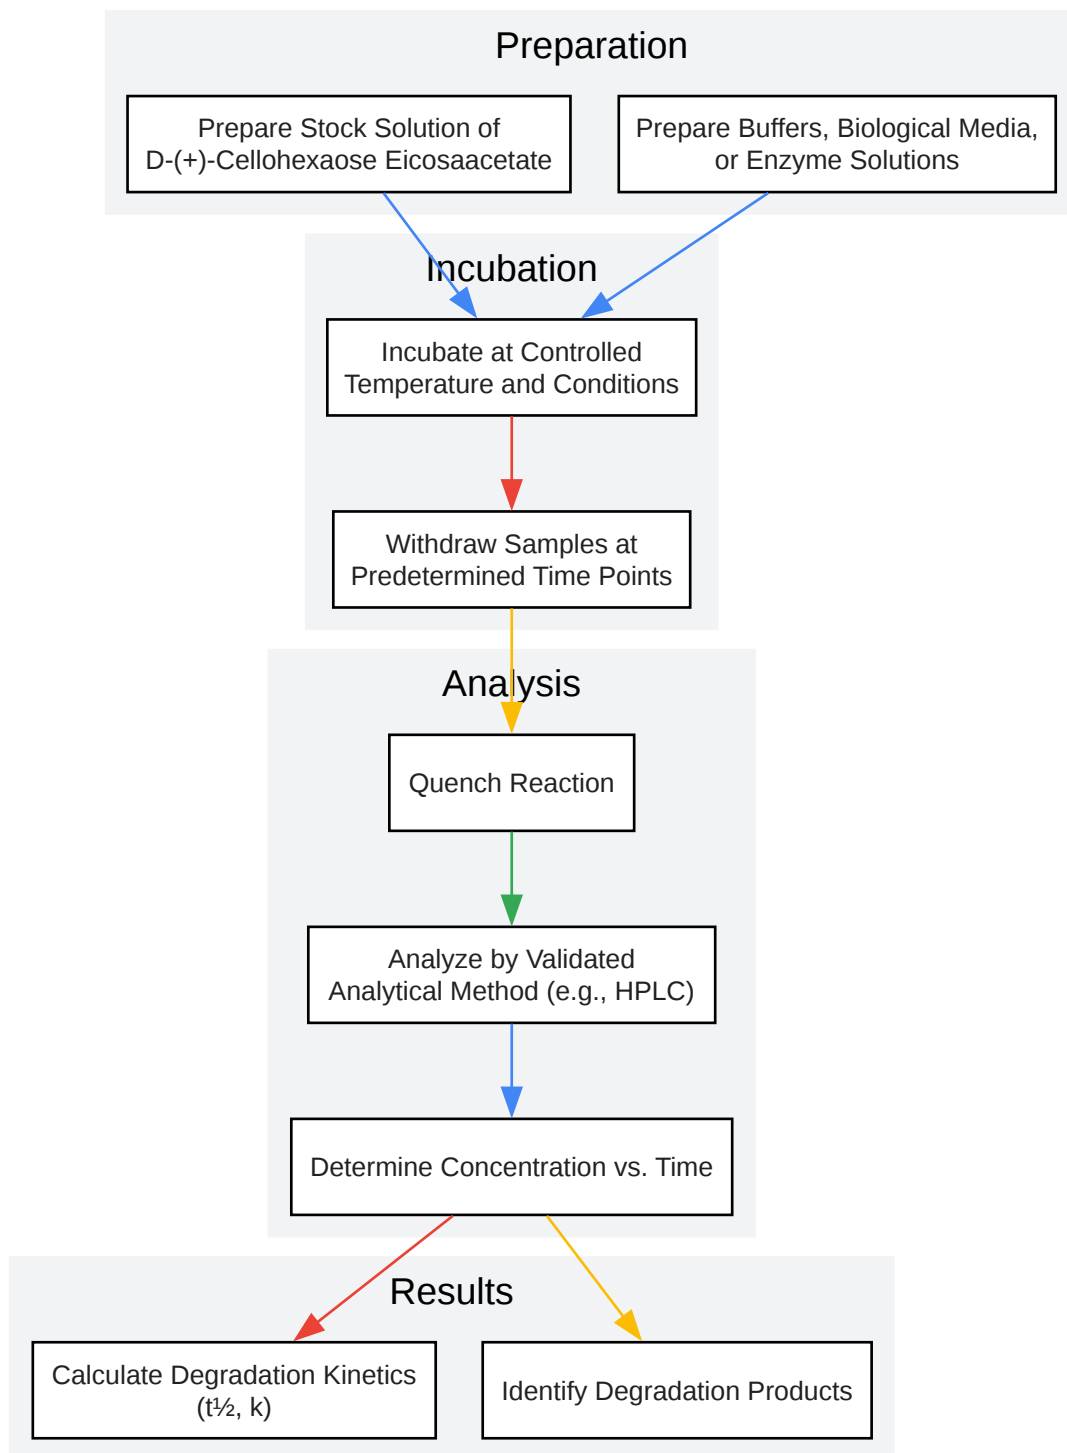 Preparation
Prepare Stock Solution of
D-(+)-Cellohexaose Eicosaacetate
Prepare Buffers, Biological Media,
or Enzyme Solutions
Incubation
Incubate at Controlled
Temperature and Conditions
Withdraw Samples at
Predetermined Time Points
Analysis
Quench Reaction
Analyze by Validated
Analytical Method (e.g., HPLC)
Determine Concentration vs. Time
Results
Calculate Degradation Kinetics
(t½, k)
Identify Degradation Products